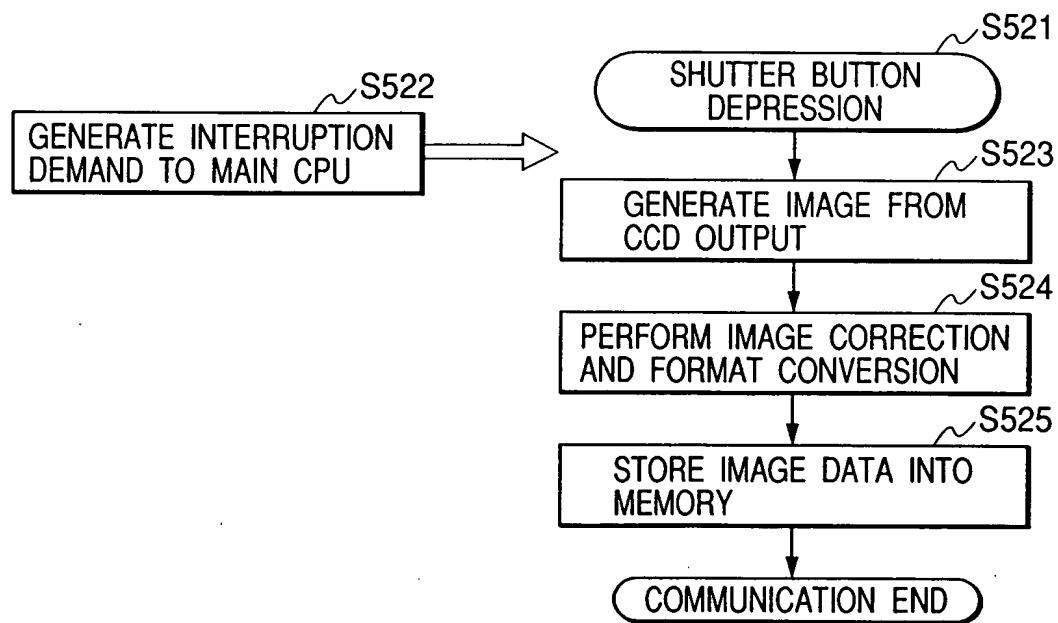 S521
SHUTTER BUTTON
DEPRESSION
S522
GENERATE INTERRUPTION
DEMAND TO MAIN CPU
S523
GENERATE IMAGE FROM
CCD OUTPUT
S524
PERFORM IMAGE CORRECTION
AND FORMAT CONVERSION
S525
STORE IMAGE DATA INTO
MEMORY
COMMUNICATION END